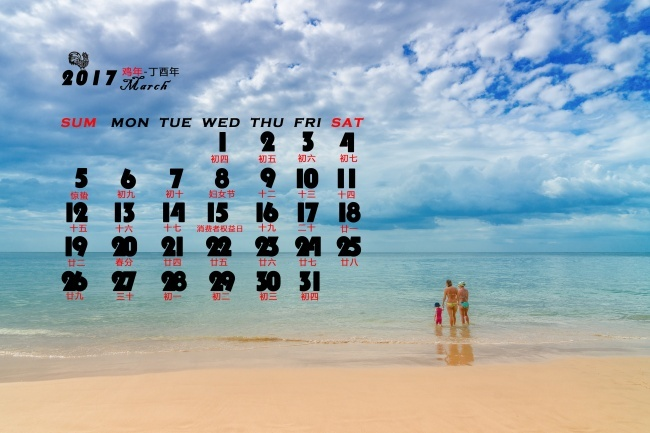 2017 鸡年-丁酉年
March
SUM MON TUE WED THU FRI SAT
1 2 3 4
初四 初五 初六 初七
5 6 7 8 9 10 11
惊蛰 初九 初十 妇女节 十二 十三 十四
12 13 14 15 16 17 18
十五 十六 十七 消费者权益日 十九 二十 廿一
19 20 21 22 23 24 25
廿二 春分 廿四 廿五 廿六 廿七 廿八
26 27 28 29 30 31
廿九 三十 初一 初二 初三 初四